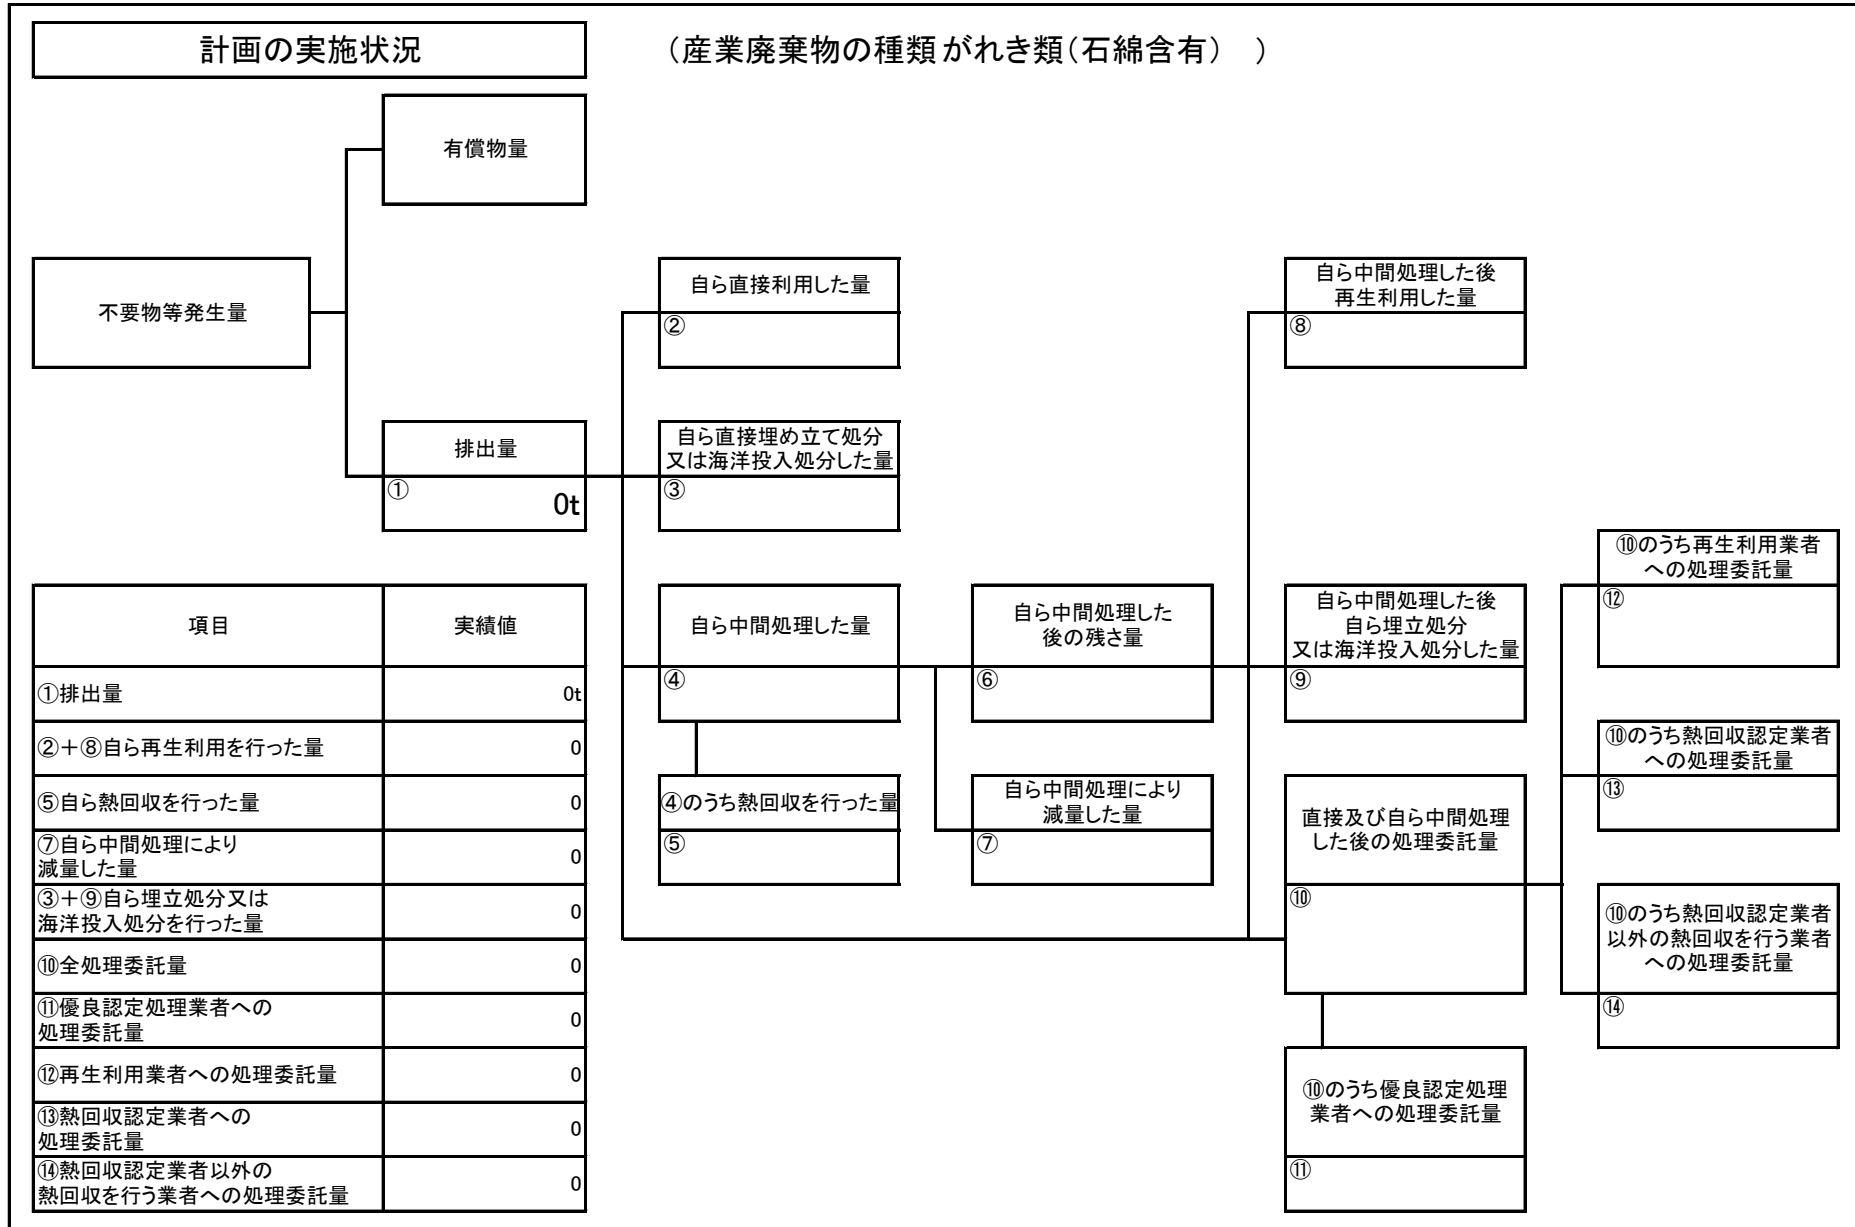 計画の実施状況
（産業廃棄物の種類 がれき類（石綿含有）　）
有償物量
不要物等発生量
排出量
①
0t
自ら直接利用した量
②
自ら直接埋め立て処分
又は海洋投入処分した量
③
自ら中間処理した量
④
④のうち熱回収を行った量
⑤
自ら中間処理した
後の残さ量
⑥
自ら中間処理により
減量した量
⑦
自ら中間処理した後
再生利用した量
⑧
自ら中間処理した後
自ら埋立処分
又は海洋投入処分した量
⑨
直接及び自ら中間処理
した後の処理委託量
⑩
⑩のうち優良認定処理
業者への処理委託量
⑪
⑩のうち再生利用業者
への処理委託量
⑫
⑩のうち熱回収認定業者
への処理委託量
⑬
⑩のうち熱回収認定業者
以外の熱回収を行う業者
への処理委託量
⑭
項目 実績値
①排出量 0t
②＋⑧自ら再生利用を行った量 0
⑤自ら熱回収を行った量 0
⑦自ら中間処理により
減量した量 0
③＋⑨自ら埋立処分又は
海洋投入処分を行った量 0
⑩全処理委託量 0
⑪優良認定処理業者への
処理委託量 0
⑫再生利用業者への処理委託量 0
⑬熱回収認定業者への
処理委託量 0
⑭熱回収認定業者以外の
熱回収を行う業者への処理委託量 0